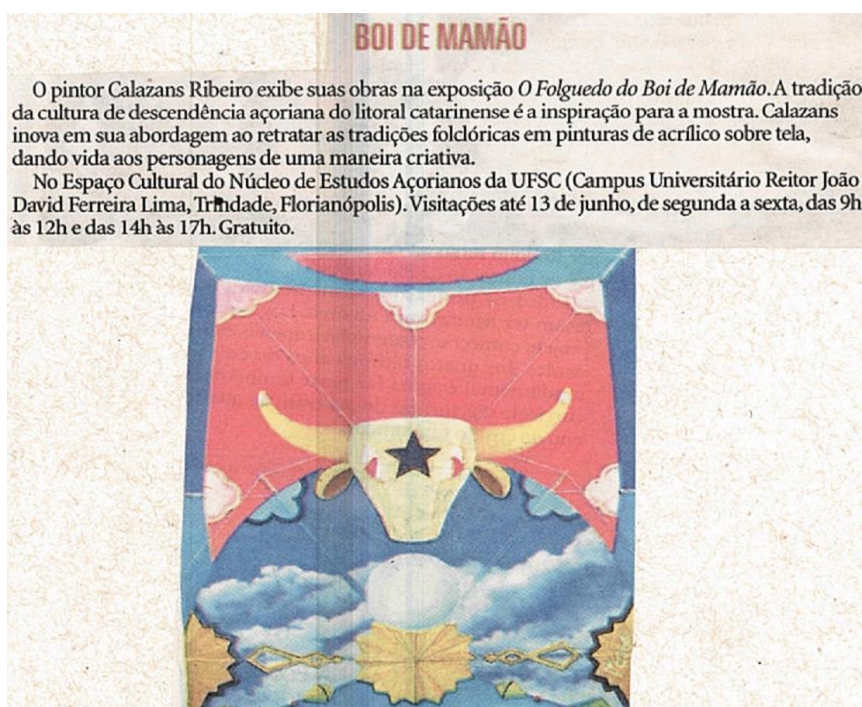 BOI DE MAMÃO
O pintor Calazans Ribeiro exibe suas obras na exposição O Folguedo do Boi de Mamão. A tradição
da cultura de descendência açoriana do litoral catarinense é a inspiração para a mostra. Calazans
inova em sua abordagem ao retratar as tradições folclóricas em pinturas de acrílico sobre tela,
dando vida aos personagens de uma maneira criativa.
No Espaço Cultural do Núcleo de Estudos Açorianos da UFSC (Campus Universitário Reitor João
David Ferreira Lima, Trindade, Florianópolis). Visitações até 13 de junho, de segunda a sexta, das 9h
às 12h e das 14h às 17h. Gratuito.